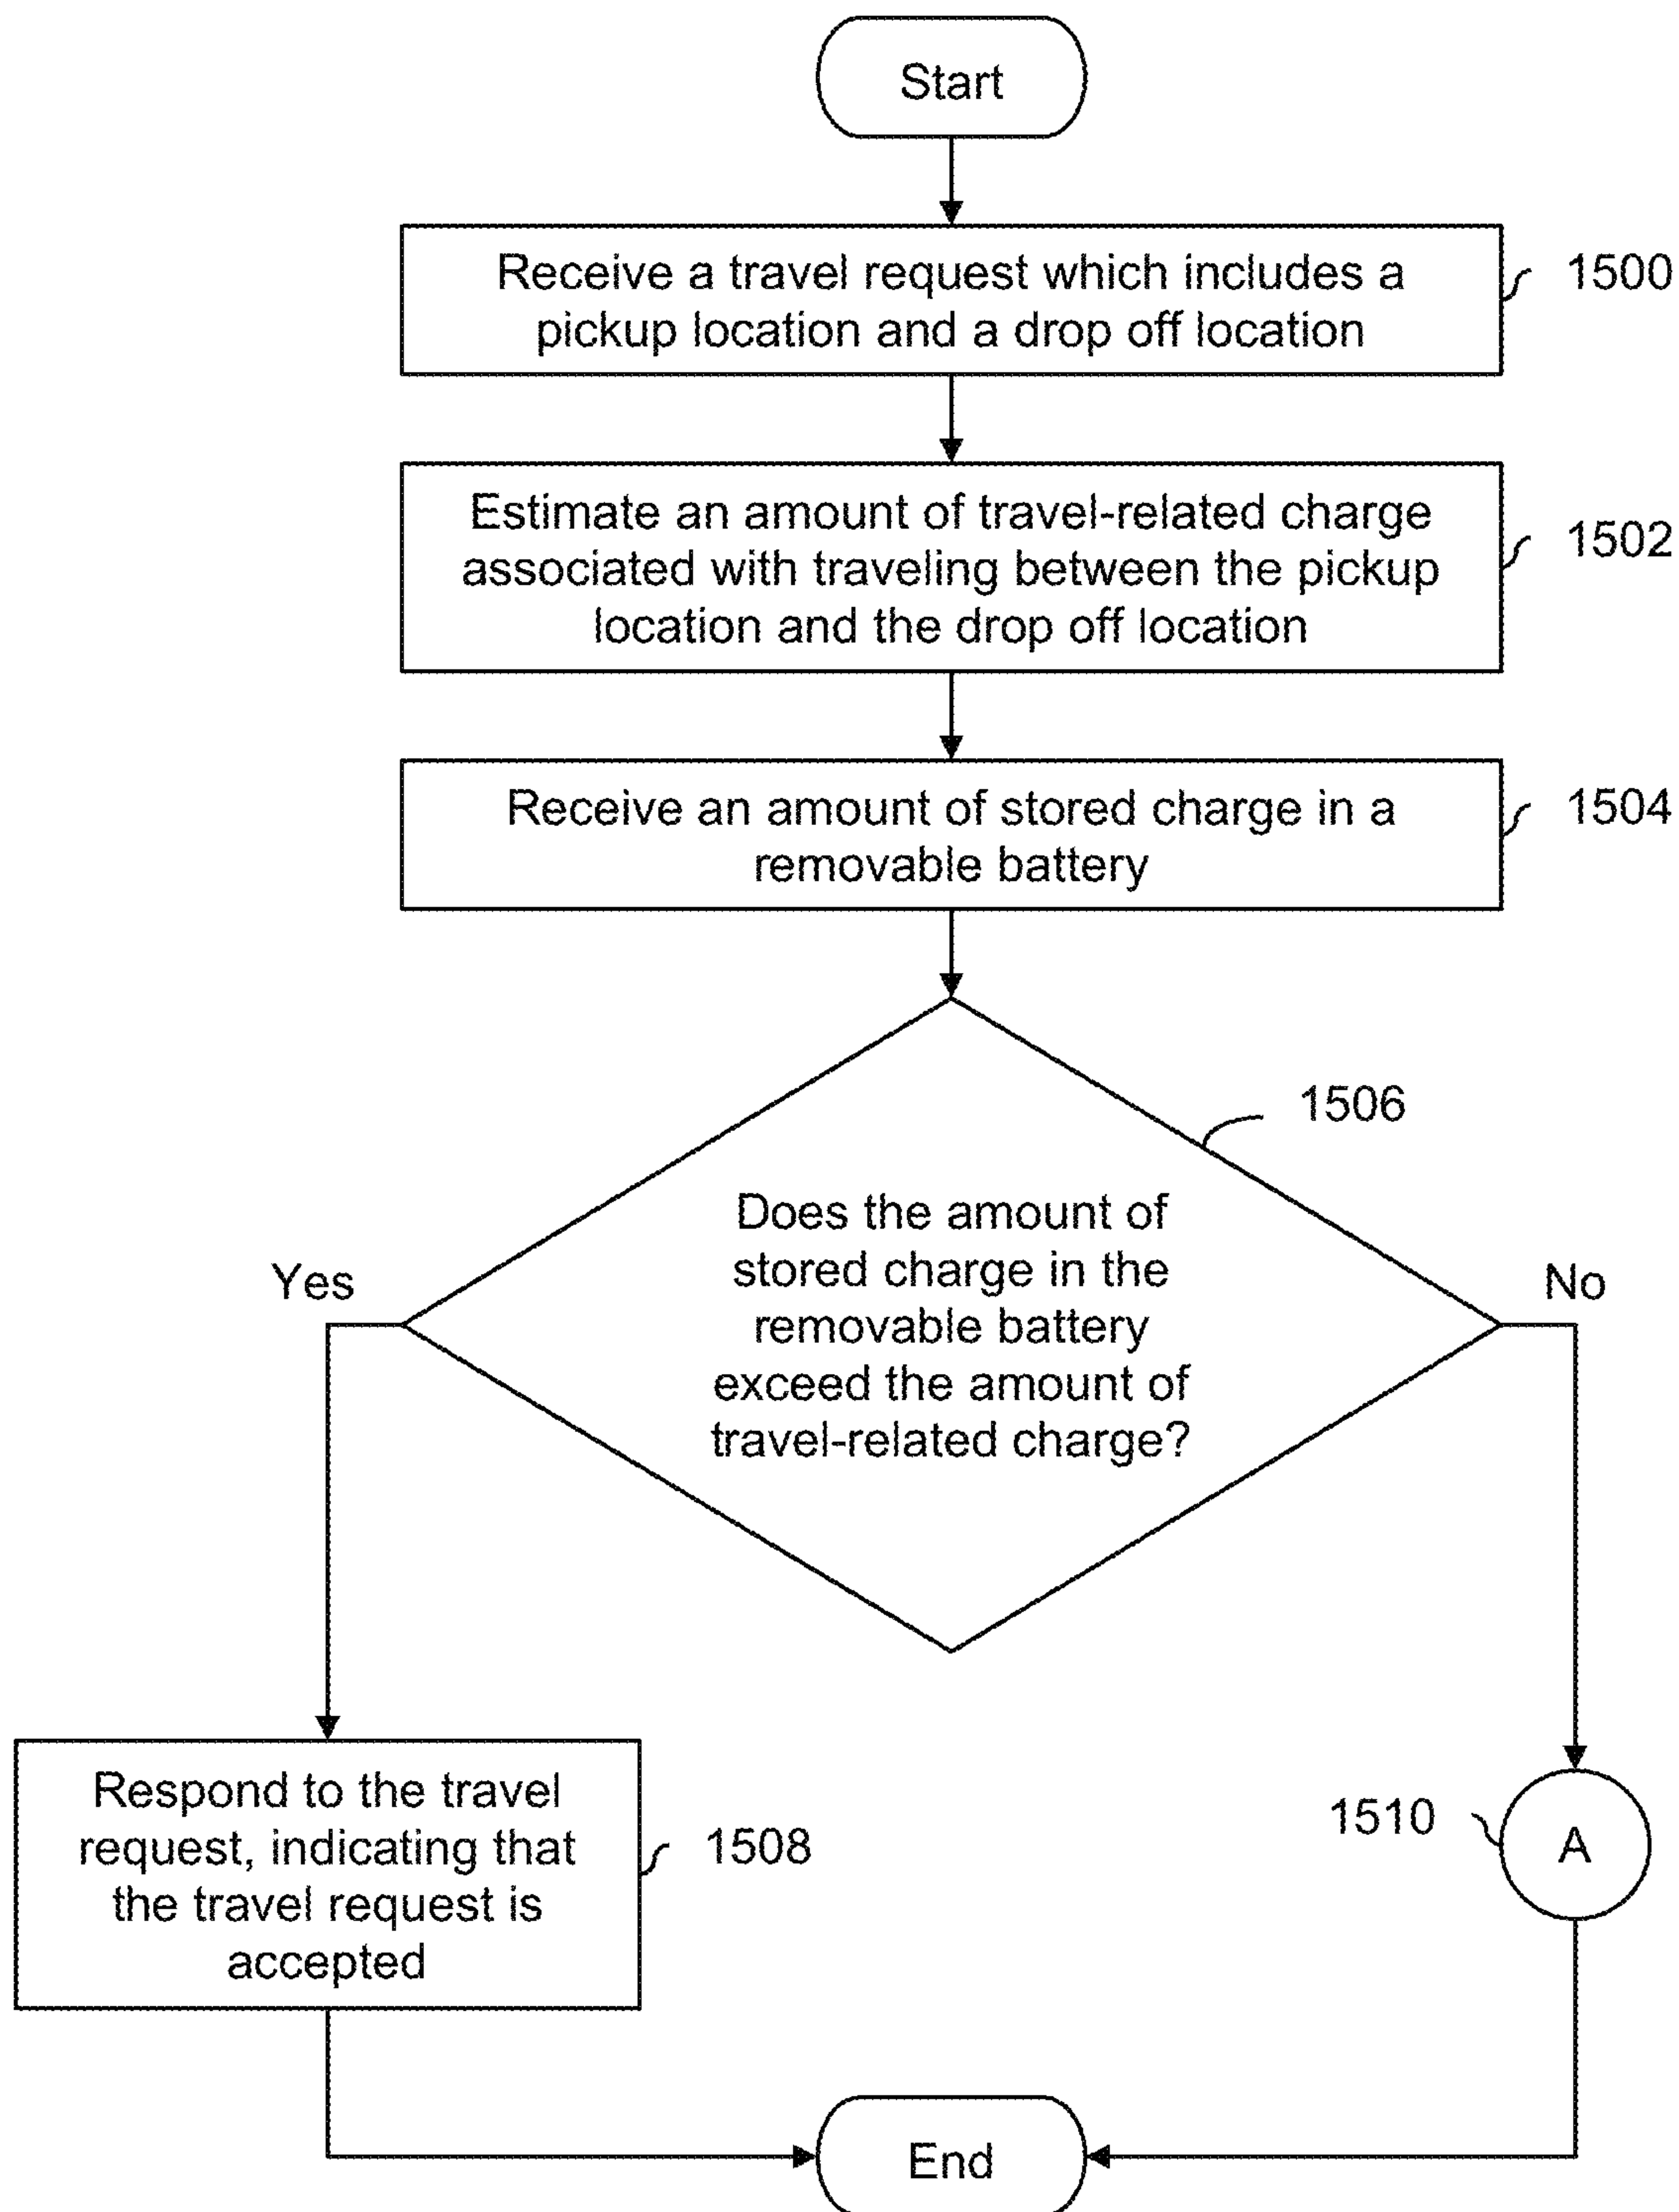 Start
Receive a travel request which includes a
pickup location and a drop off location
1500
Estimate an amount of travel-related charge
associated with traveling between the pickup
location and the drop off location
1502
Receive an amount of stored charge in a
removable battery
1504
1506
Does the amount of
stored charge in the
removable battery
exceed the amount of
travel-related charge?
Yes
No
Respond to the travel
request, indicating that
the travel request is
accepted
1508
1510
A
End